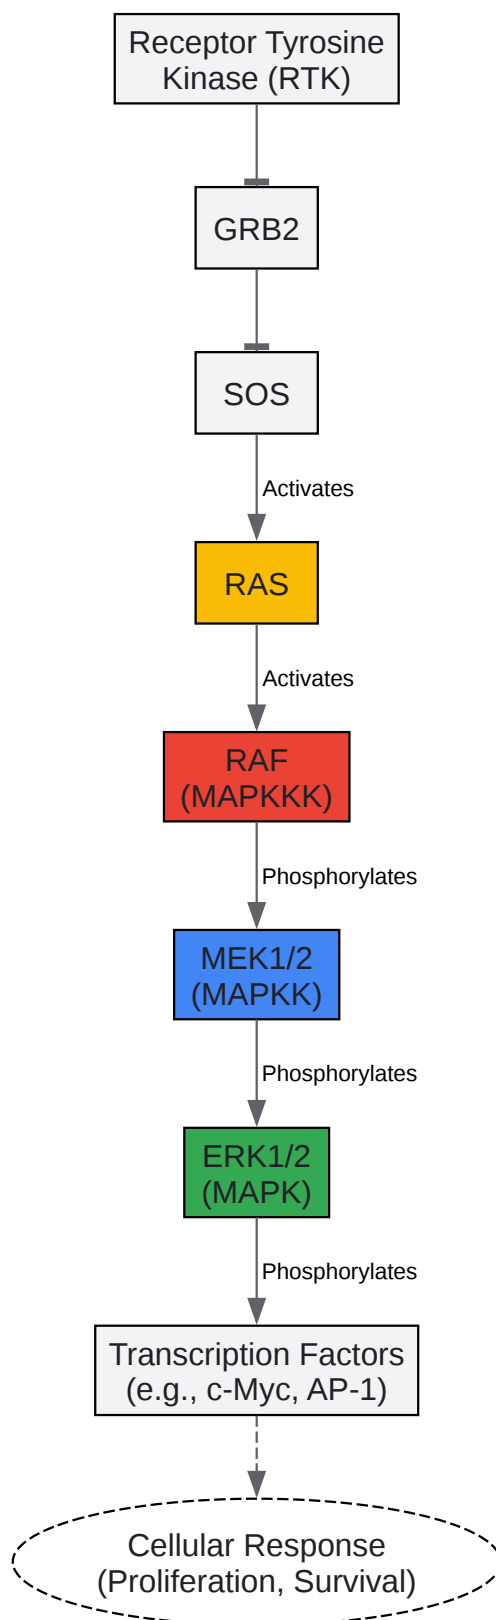 Receptor Tyrosine
Kinase (RTK)
GRB2
SOS
Activates
RAS
Activates
RAF
(MAPKKK)
Phosphorylates
MEK1/2
(MAPKK)
Phosphorylates
ERK1/2
(MAPK)
Phosphorylates
Transcription Factors
(e.g., c-Myc, AP-1)
Cellular Response
(Proliferation, Survival)